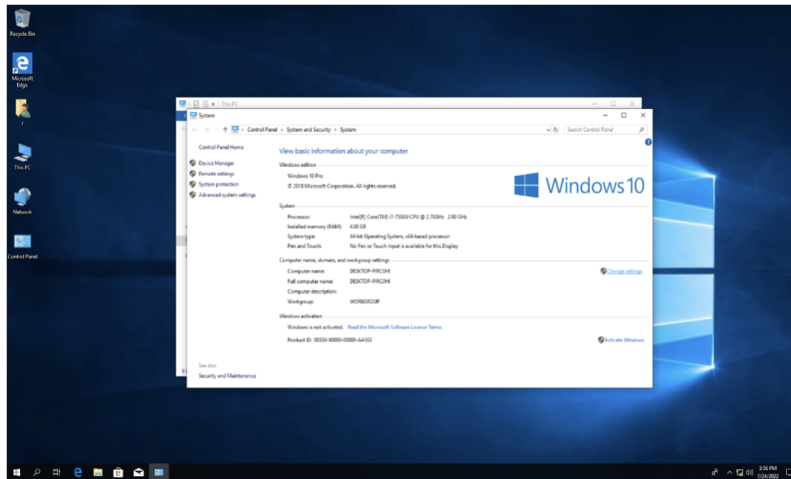 Recycle Bin
Microsoft
Edge
This PC
Network
Control Panel
This PC
System
Control Panel › System and Security › System
Search Control Panel
Control Panel Home
Device Manager
Remote settings
System protection
Advanced system settings
View basic information about your computer
Windows edition
Windows 10 Pro
© 2018 Microsoft Corporation. All rights reserved.
Windows 10
System
Processor: Intel(R) Core(TM) i7-7500U CPU @ 2.70GHz 2.90 GHz
Installed memory (RAM): 4.00 GB
System type: 64-bit Operating System, x64-based processor
Pen and Touch: No Pen or Touch Input is available for this Display
Computer name, domain, and workgroup settings
Computer name:
Change settings
Full computer name:
Computer description:
Workgroup: WORKGROUP
Windows activation
Windows is not activated. Read the Microsoft Software License Terms
Product ID:
Activate Windows
See also
Security and Maintenance
3:56 PM
7/24/2022